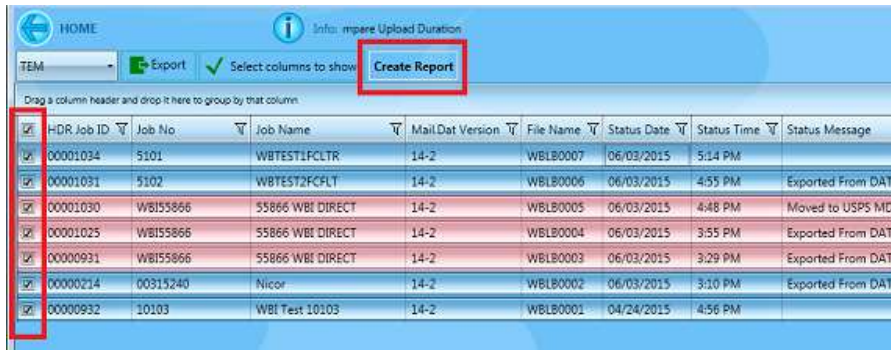 HOME
Info: mpare Upload Duration
TEM Export Select columns to show Create Report
Drag a column header and drop it here to group by that column
HDR Job ID Job No Job Name Mail.Dat Version File Name Status Date Status Time Status Message
00001034 5101 WBTEST1FCLTR 14-2 WBLB0007 06/03/2015 5:14 PM
00001031 5102 WBTEST2FCFLT 14-2 WBLB0006 06/03/2015 4:55 PM Exported From DAT
00001030 WBI55866 55866 WBI DIRECT 14-2 WBLB0005 06/03/2015 4:48 PM Moved to USPS MD
00001025 WBI55866 55866 WBI DIRECT 14-2 WBLB0004 06/03/2015 3:55 PM Exported From DAT
00000931 WBI55866 55866 WBI DIRECT 14-2 WBLB0003 06/03/2015 3:29 PM Exported From DAT
00000214 00315240 Nicor 14-2 WBLB0002 06/03/2015 3:10 PM Exported From DAT
00000932 10103 WBI Test 10103 14-2 WBLB0001 04/24/2015 4:56 PM